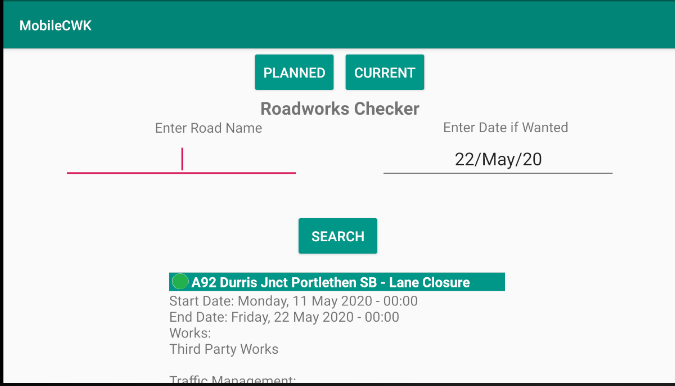 MobileCWK
PLANNED CURRENT
Roadworks Checker
Enter Road Name Enter Date if Wanted
22/May/20
SEARCH
A92 Durris Jnct Portlethen SB - Lane Closure
Start Date: Monday, 11 May 2020 - 00:00
End Date: Friday, 22 May 2020 - 00:00
Works:
Third Party Works
Traffic Management: